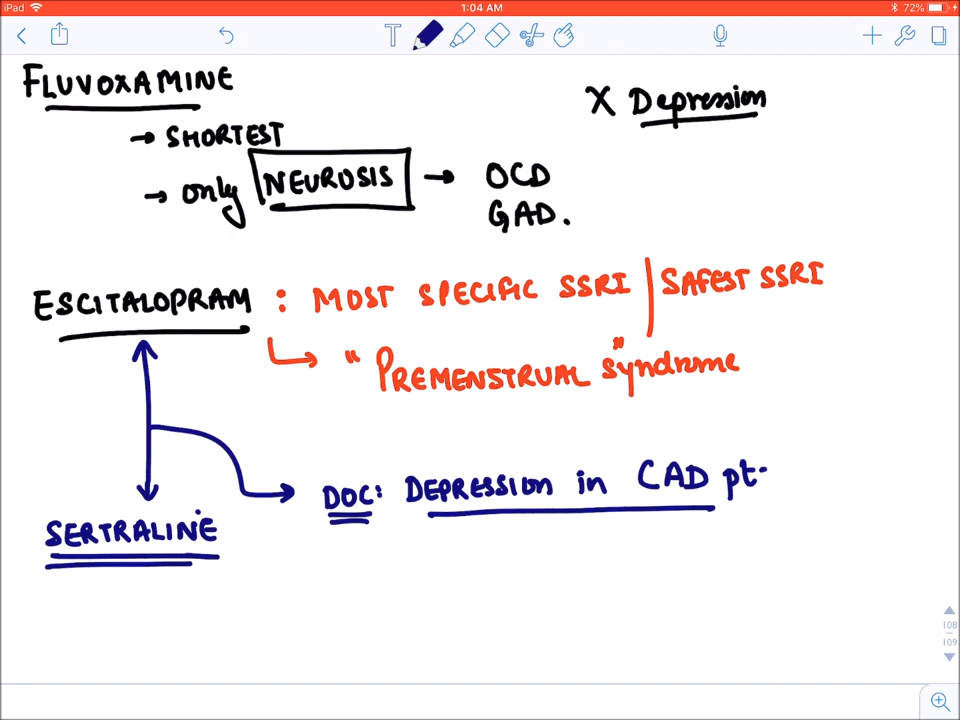 iPad 1:04 AM 72%
T
FLUVOXAMINE
X Depression
→ SHORTEST
→ only NEUROSIS → OCD
GAD.
ESCITALOPRAM : MOST SPECIFIC SSRI | SAFEST SSRI
" PREMENSTRUAL syndrome "
DOC: DEPRESSION in CAD pt.
SERTRALINE
108
109